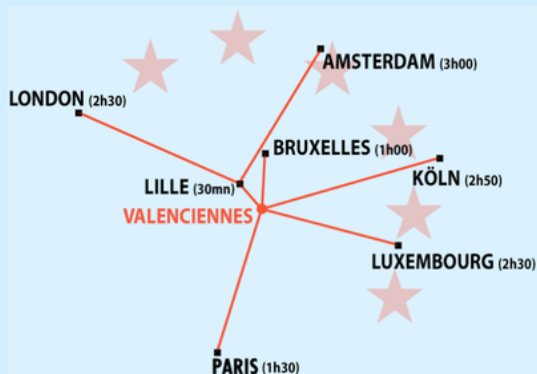 AMSTERDAM (3h00)
LONDON (2h30)
BRUXELLES (1h00)
KÖLN (2h50)
LILLE (30mn)
VALENCIENNES
LUXEMBOURG (2h30)
PARIS (1h30)